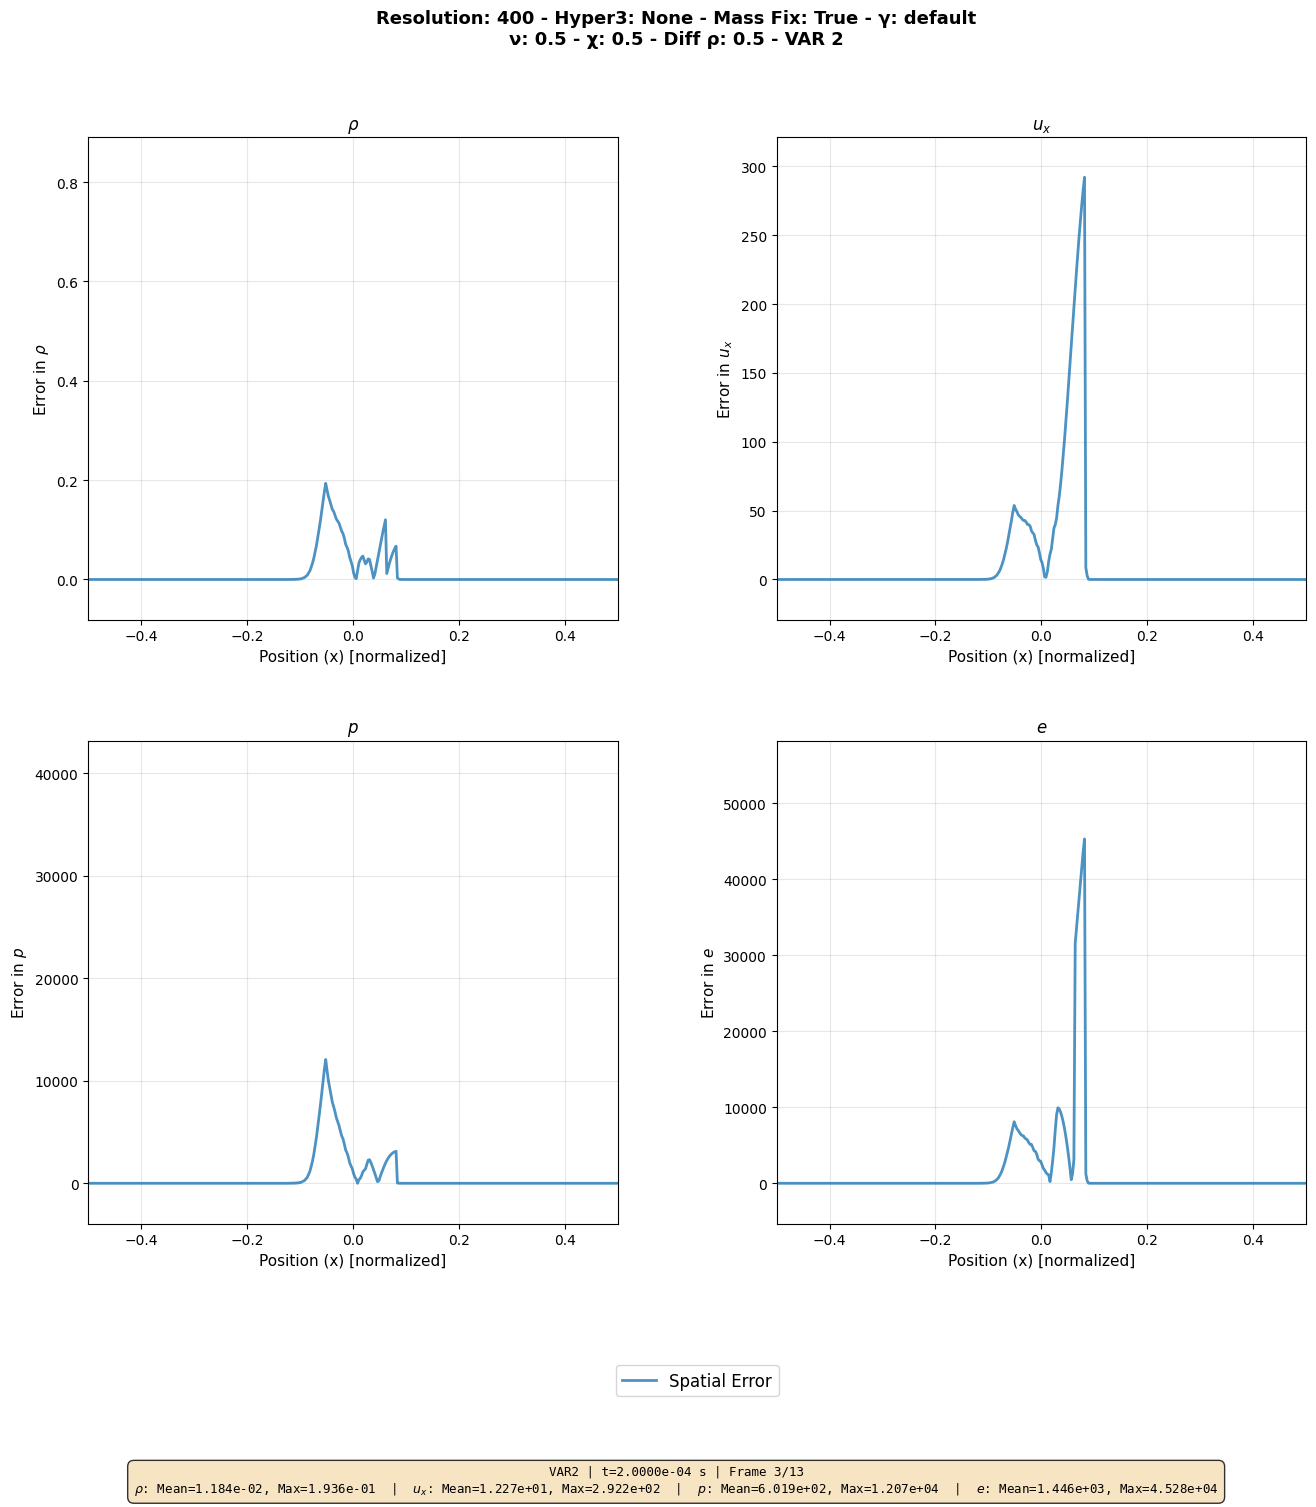 Resolution: 400 - Hyper3: None - Mass Fix: True - γ: default
ν: 0.5 - χ: 0.5 - Diff ρ: 0.5 - VAR 2
ρ
Error in ρ
0.8
0.6
0.4
0.2
0.0
−0.4 −0.2 0.0 0.2 0.4
Position (x) [normalized]
u_x
Error in u_x
300
250
200
150
100
50
0
−0.4 −0.2 0.0 0.2 0.4
Position (x) [normalized]
p
Error in p
40000
30000
20000
10000
0
−0.4 −0.2 0.0 0.2 0.4
Position (x) [normalized]
e
Error in e
50000
40000
30000
20000
10000
0
−0.4 −0.2 0.0 0.2 0.4
Position (x) [normalized]
Spatial Error
VAR2 | t=2.0000e-04 s | Frame 3/13
ρ: Mean=1.184e-02, Max=1.936e-01 | u_x: Mean=1.227e+01, Max=2.922e+02 | p: Mean=6.019e+02, Max=1.207e+04 | e: Mean=1.446e+03, Max=4.528e+04